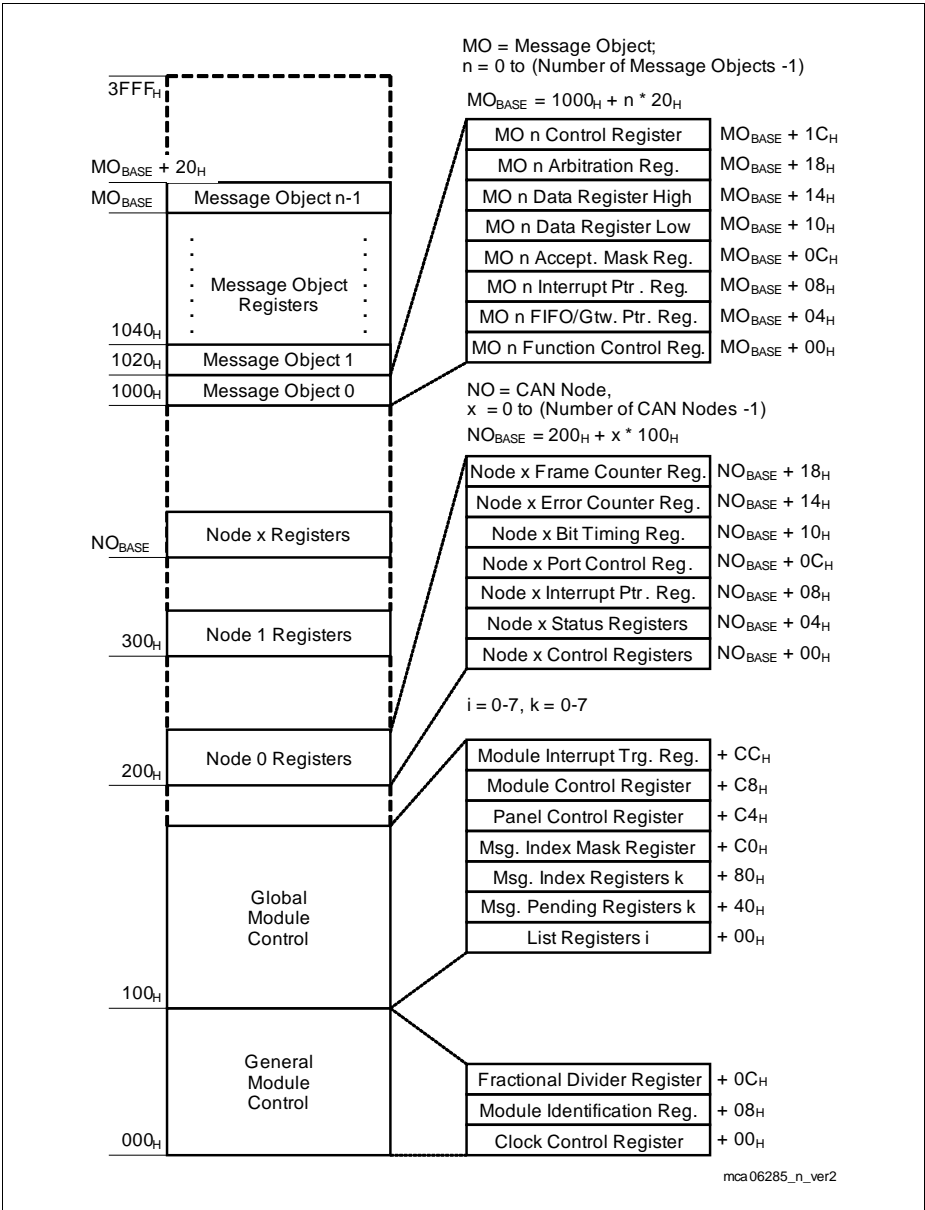 MO = Message Object;
n = 0 to (Number of Message Objects -1)
MOBASE = 1000H + n * 20H
3FFFH
MOBASE + 20H
MOBASE
Message Object n-1
Message Object
Registers
1040H
1020H
Message Object 1
1000H
Message Object 0
MO n Control Register MOBASE + 1CH
MO n Arbitration Reg. MOBASE + 18H
MO n Data Register High MOBASE + 14H
MO n Data Register Low MOBASE + 10H
MO n Accept. Mask Reg. MOBASE + 0CH
MO n Interrupt Ptr . Reg. MOBASE + 08H
MO n FIFO/Gtw. Ptr. Reg. MOBASE + 04H
MO n Function Control Reg. MOBASE + 00H
NO = CAN Node,
x = 0 to (Number of CAN Nodes -1)
NOBASE = 200H + x * 100H
NOBASE
Node x Registers
300H
Node 1 Registers
200H
Node 0 Registers
Node x Frame Counter Reg. NOBASE + 18H
Node x Error Counter Reg. NOBASE + 14H
Node x Bit Timing Reg. NOBASE + 10H
Node x Port Control Reg. NOBASE + 0CH
Node x Interrupt Ptr . Reg. NOBASE + 08H
Node x Status Registers NOBASE + 04H
Node x Control Registers NOBASE + 00H
i = 0-7, k = 0-7
Global
Module
Control
100H
Module Interrupt Trg. Reg. + CCH
Module Control Register + C8H
Panel Control Register + C4H
Msg. Index Mask Register + C0H
Msg. Index Registers k + 80H
Msg. Pending Registers k + 40H
List Registers i + 00H
General
Module
Control
000H
Fractional Divider Register + 0CH
Module Identification Reg. + 08H
Clock Control Register + 00H
mca06285_n_ver2